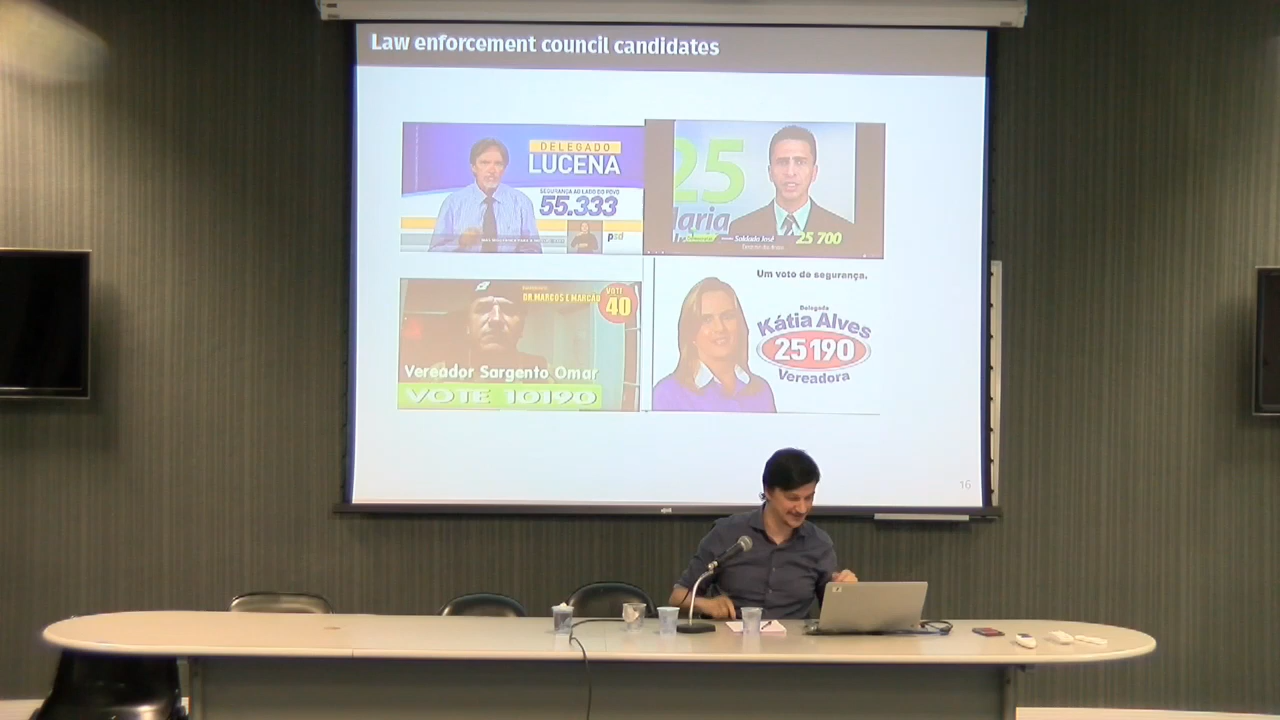 Law enforcement council candidates
DELEGADO
LUCENA
SEGURANÇA AO LADO DO POVO
55.333
psd
25
Soldado José
25 700
DR MARCOS E MARCÃO
VOTE
40
Vereador Sargento Omar
VOTE 10190
Um voto de segurança.
Delegada
Kátia Alves
25190
Vereadora
16